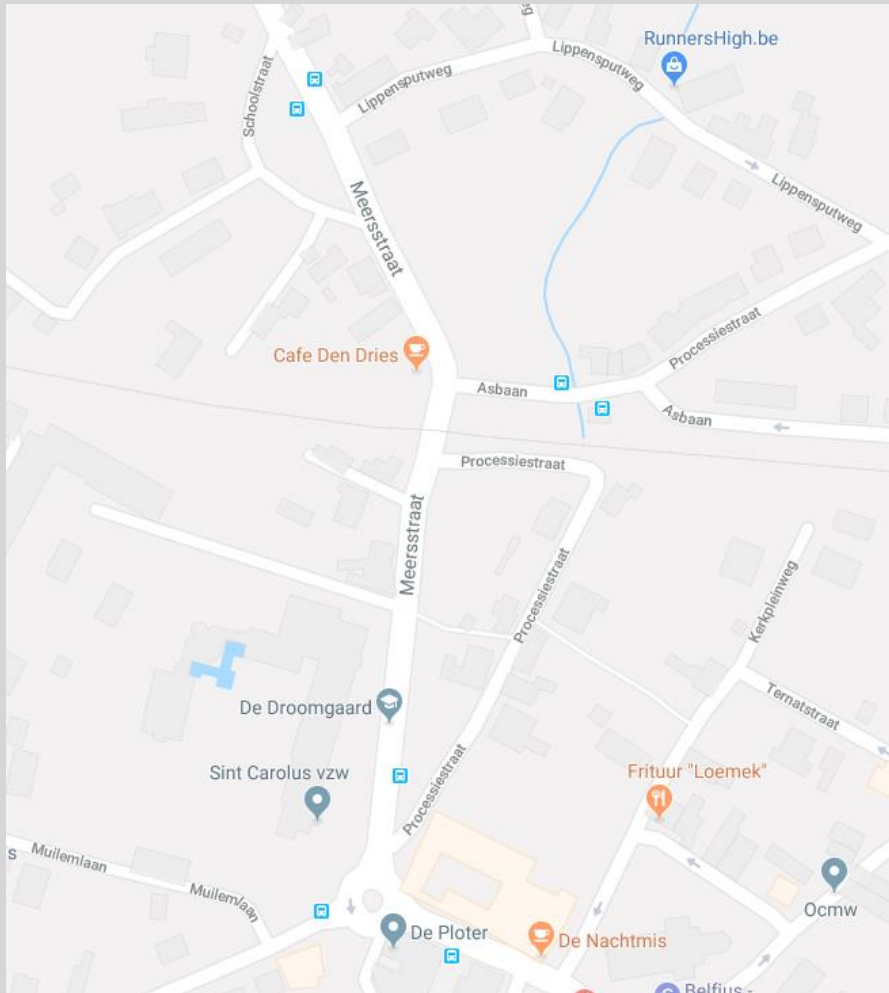 eg
Lippensputweg
RunnersHigh.be
Lippensputweg
Schoolstraat
Lippensputweg
Meersstraat
Cafe Den Dries
Processiestraat
Asbaan
Asbaan
Processiestraat
Meersstraat
Processiestraat
Kerkpleinweg
De Droomgaard
Ternatstraat
Sint Carolus vzw
Processiestraat
Frituur "Loemek"
s
Muilemlaan
Muilemlaan
Ocmw
De Ploter
De Nachtmis
Belfius -